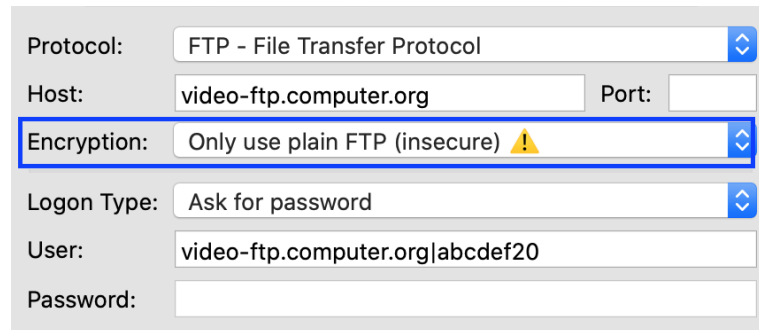 Protocol: FTP - File Transfer Protocol
Host: video-ftp.computer.org Port:
Encryption: Only use plain FTP (insecure) ⚠️
Logon Type: Ask for password
User: video-ftp.computer.org|abcdef20
Password: